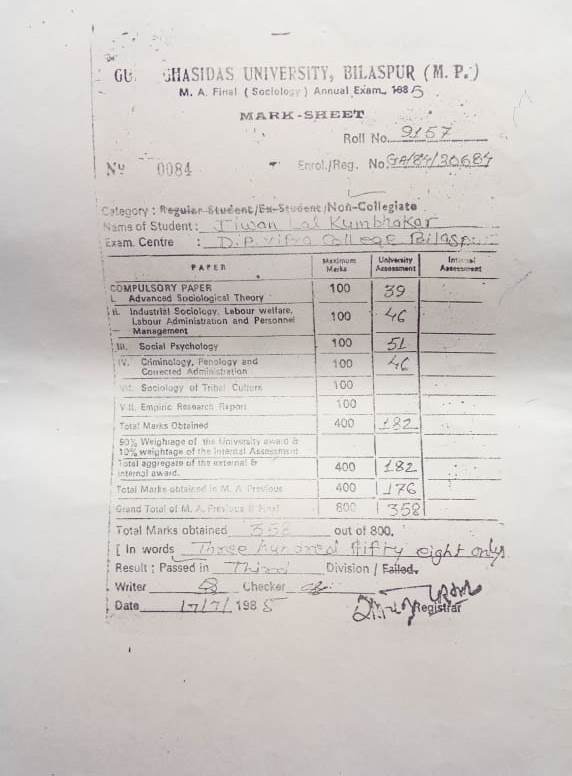 GU GHASIDAS UNIVERSITY, BILASPUR (M. P.)
M. A. Final (Sociology) Annual Exam. 1985
MARK-SHEET
Roll No. 9157
No 0084 Enrol./Reg. No. GA/84/30684
Category : Regular Student/Ex-Student/Non-Collegiate
Name of Student : Jiwan Lal Kumbhakar
Exam. Centre : D.P. Vipra College Bilaspur
PAPER Maximum Marks University Assessment Internal Assessment
COMPULSORY PAPER
I. Advanced Sociological Theory 100 39
II. Industrial Sociology, Labour welfare,
Labour Administration and Personnel 100 46
Management
III. Social Psychology 100 51
IV. Criminology, Penology and 100 46
Corrected Administration
VII. Sociology of Tribal Culture 100
VIII. Empiric Research Report 100
Total Marks Obtained 400 182
90% Weightage of the University award &
10% weightage of the Internal Assessment
Total aggregate of the external & 400 182
internal award.
Total Marks obtained in M. A. Previous 400 176
Grand Total of M. A. Previous & Final 800 358
Total Marks obtained 358 out of 800.
[ In words Three hundred fifty eight only
Result : Passed in Third Division / Failed.
Writer Checker
Registrar
Date 17/7/1985